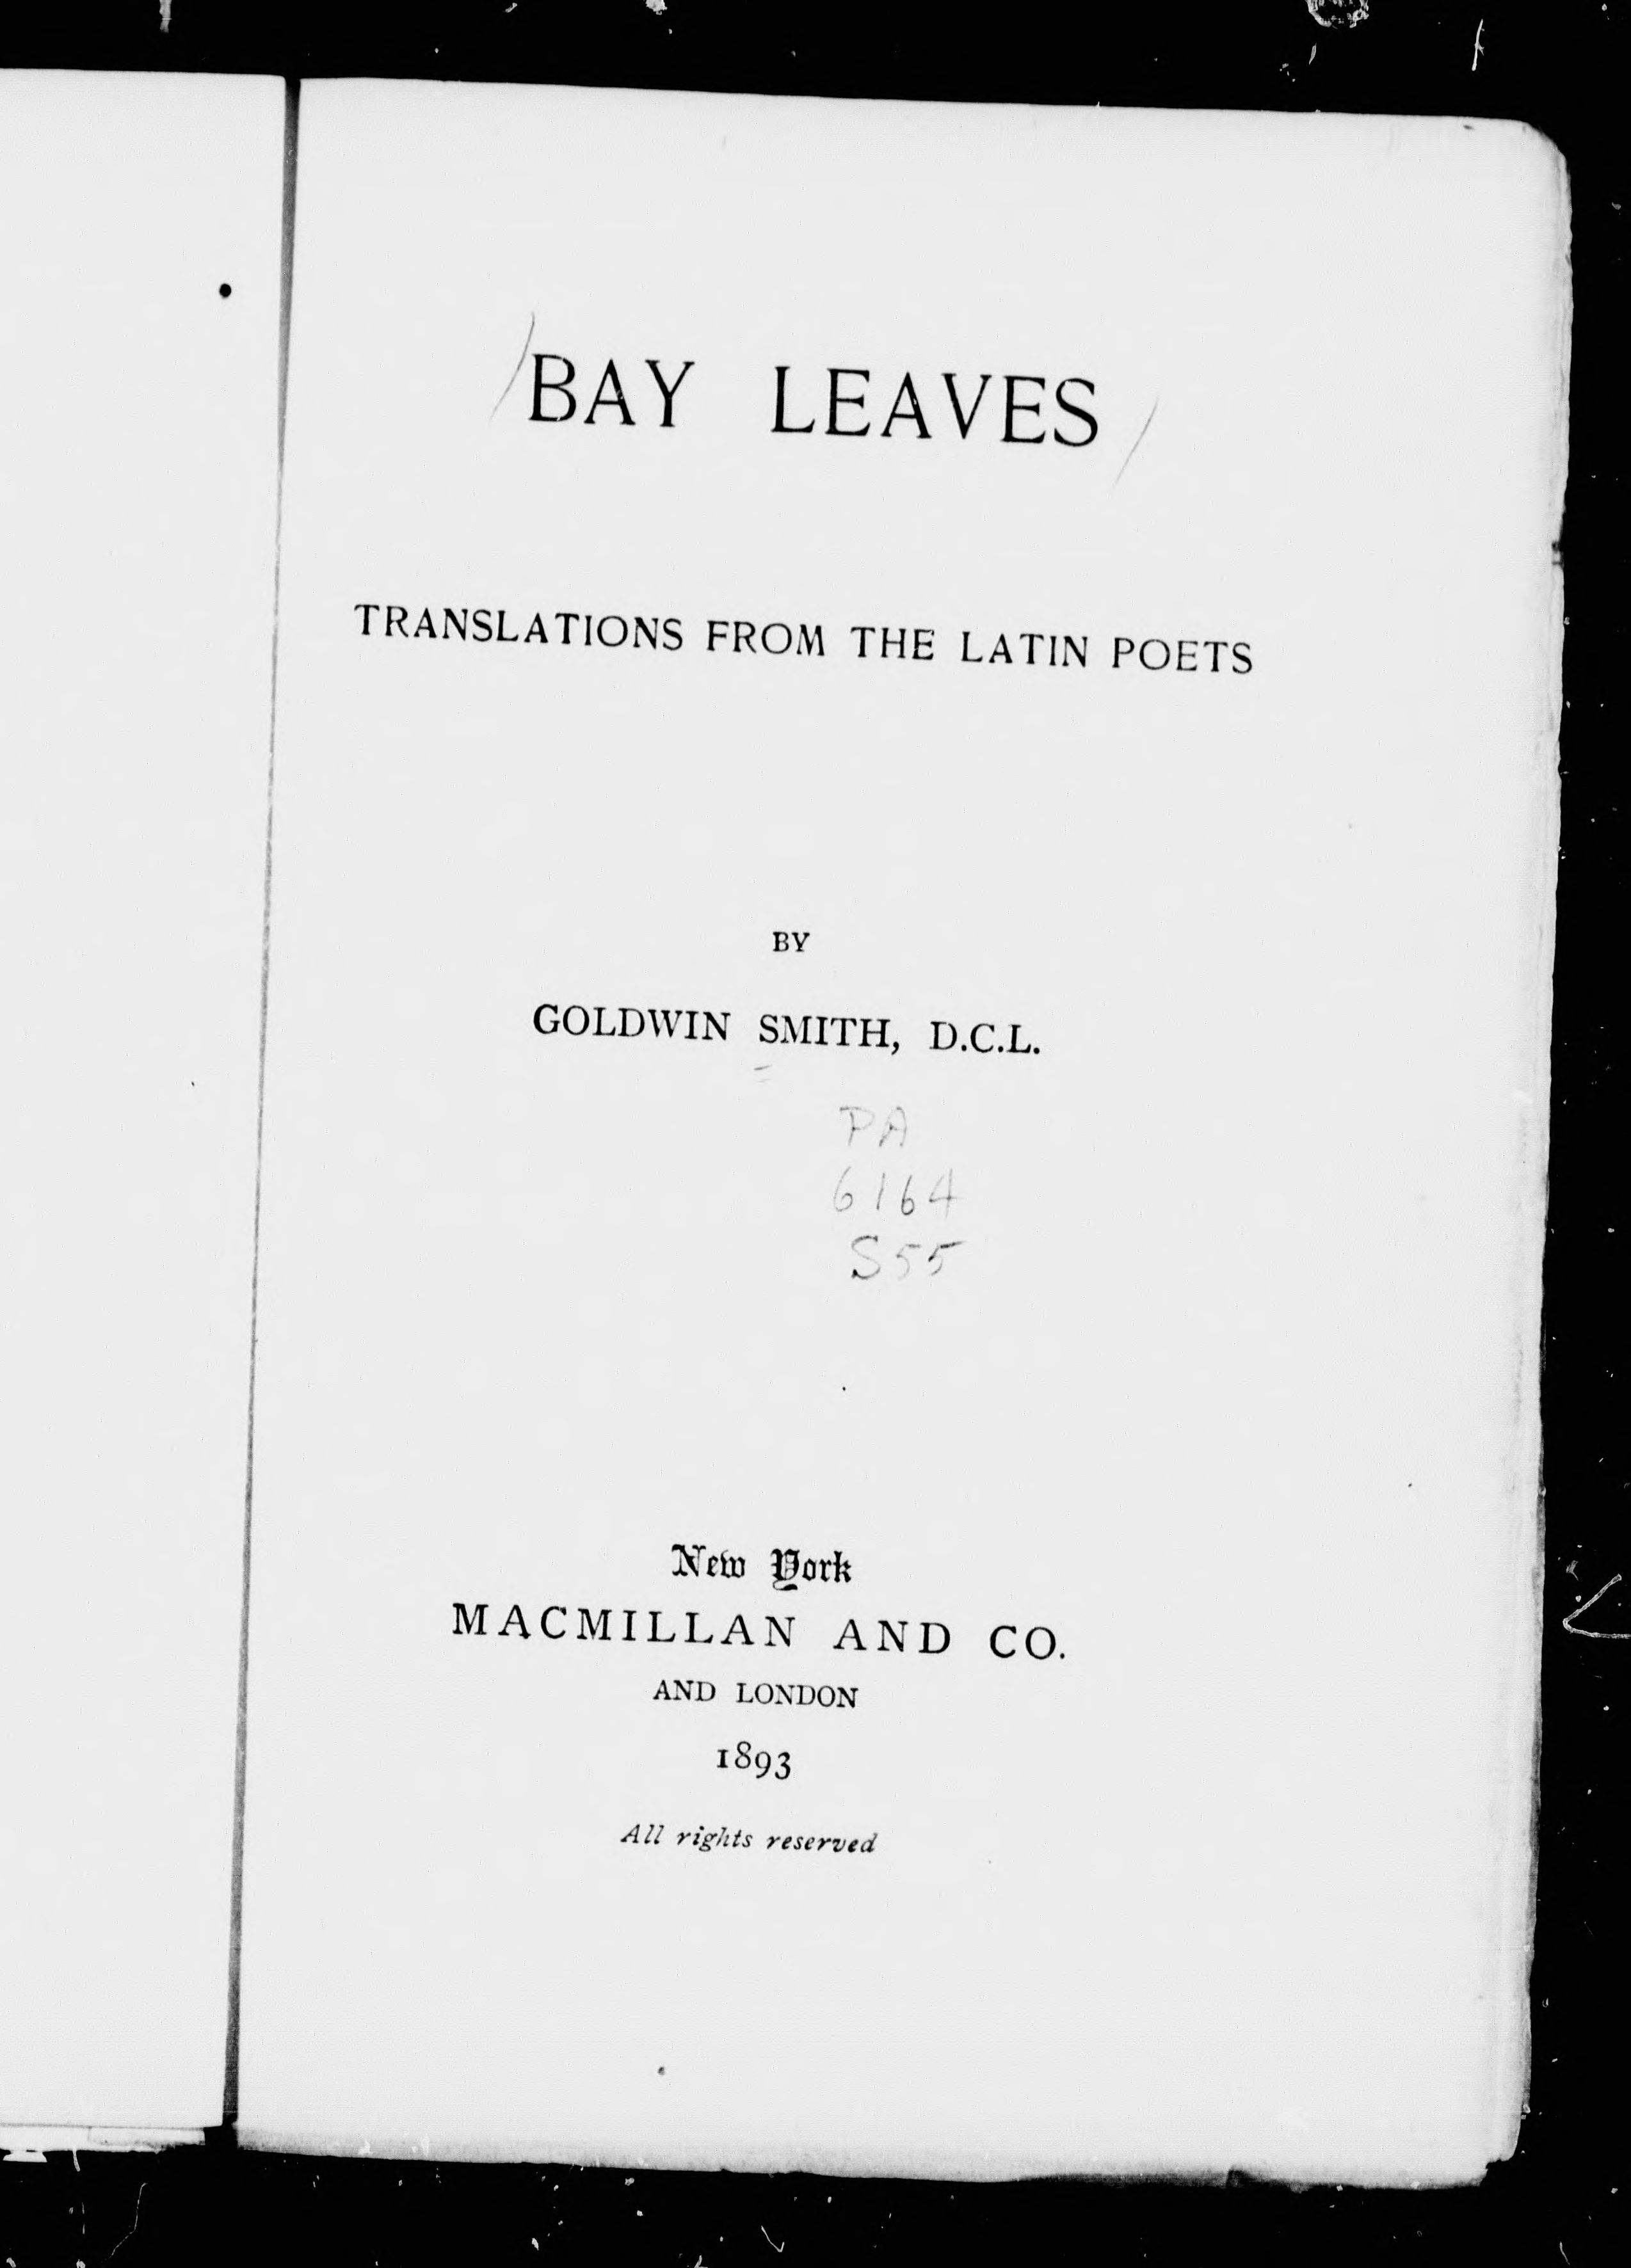 BAY LEAVES
TRANSLATIONS FROM THE LATIN POETS
BY
GOLDWIN SMITH, D.C.L.
PA
6164
S55
New York
MACMILLAN AND CO.
AND LONDON
1893
All rights reserved